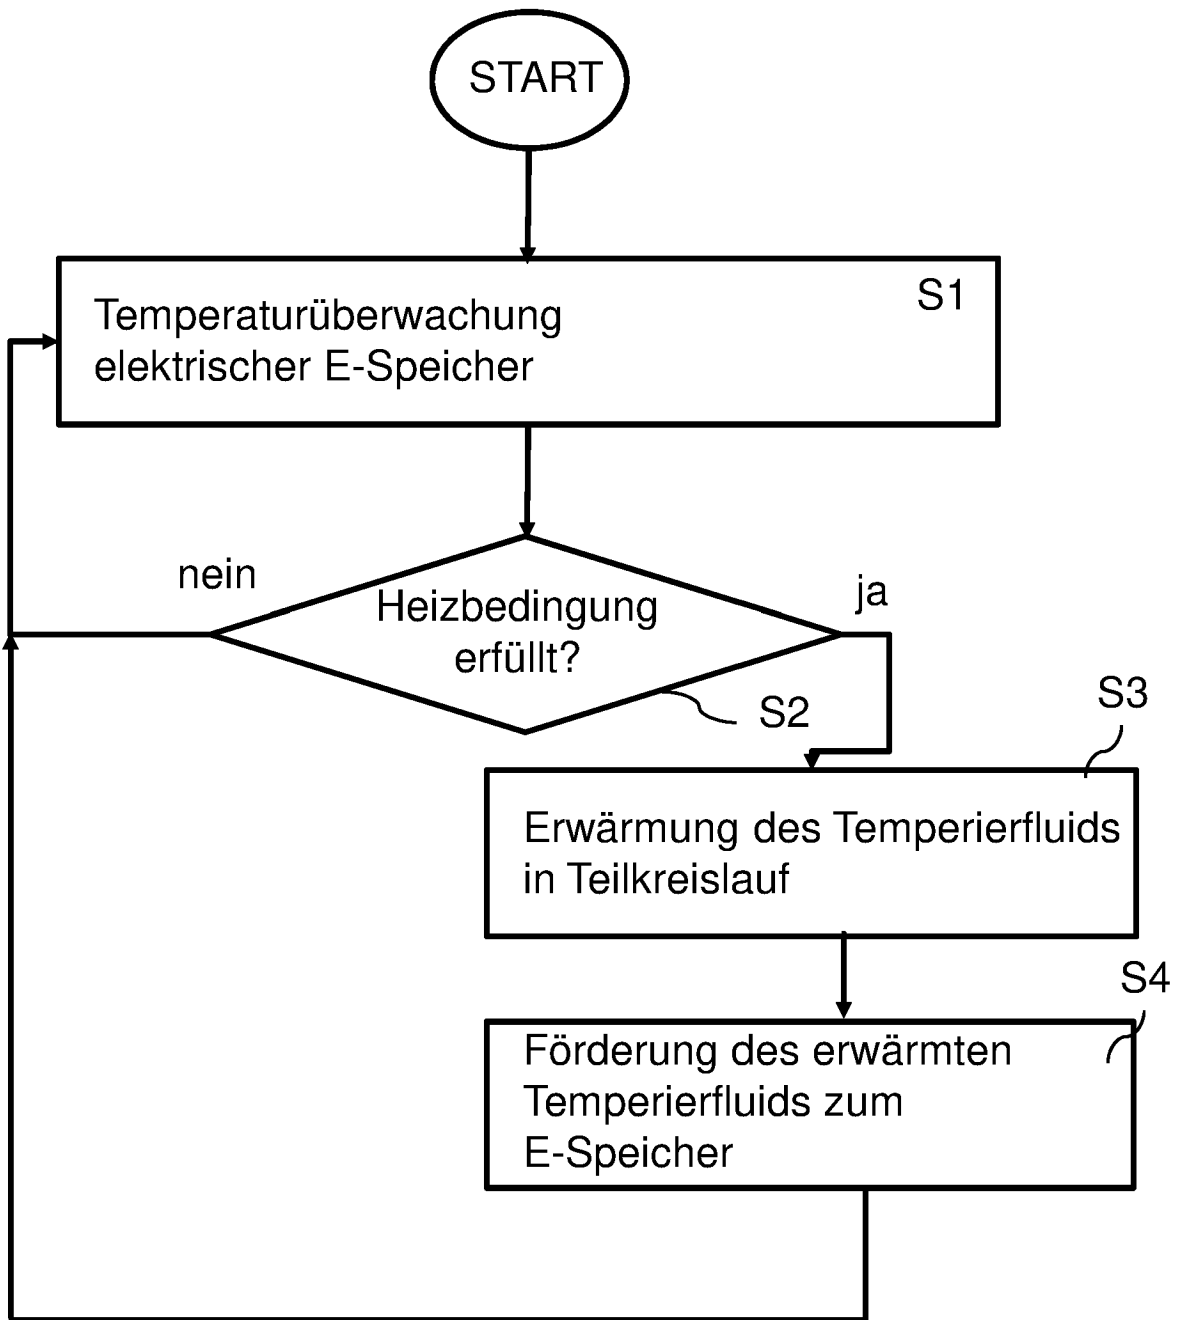 START
S1
Temperaturüberwachung
elektrischer E-Speicher
nein
ja
Heizbedingung
erfüllt?
S2
S3
Erwärmung des Temperierfluids
in Teilkreislauf
S4
Förderung des erwärmten
Temperierfluids zum
E-Speicher